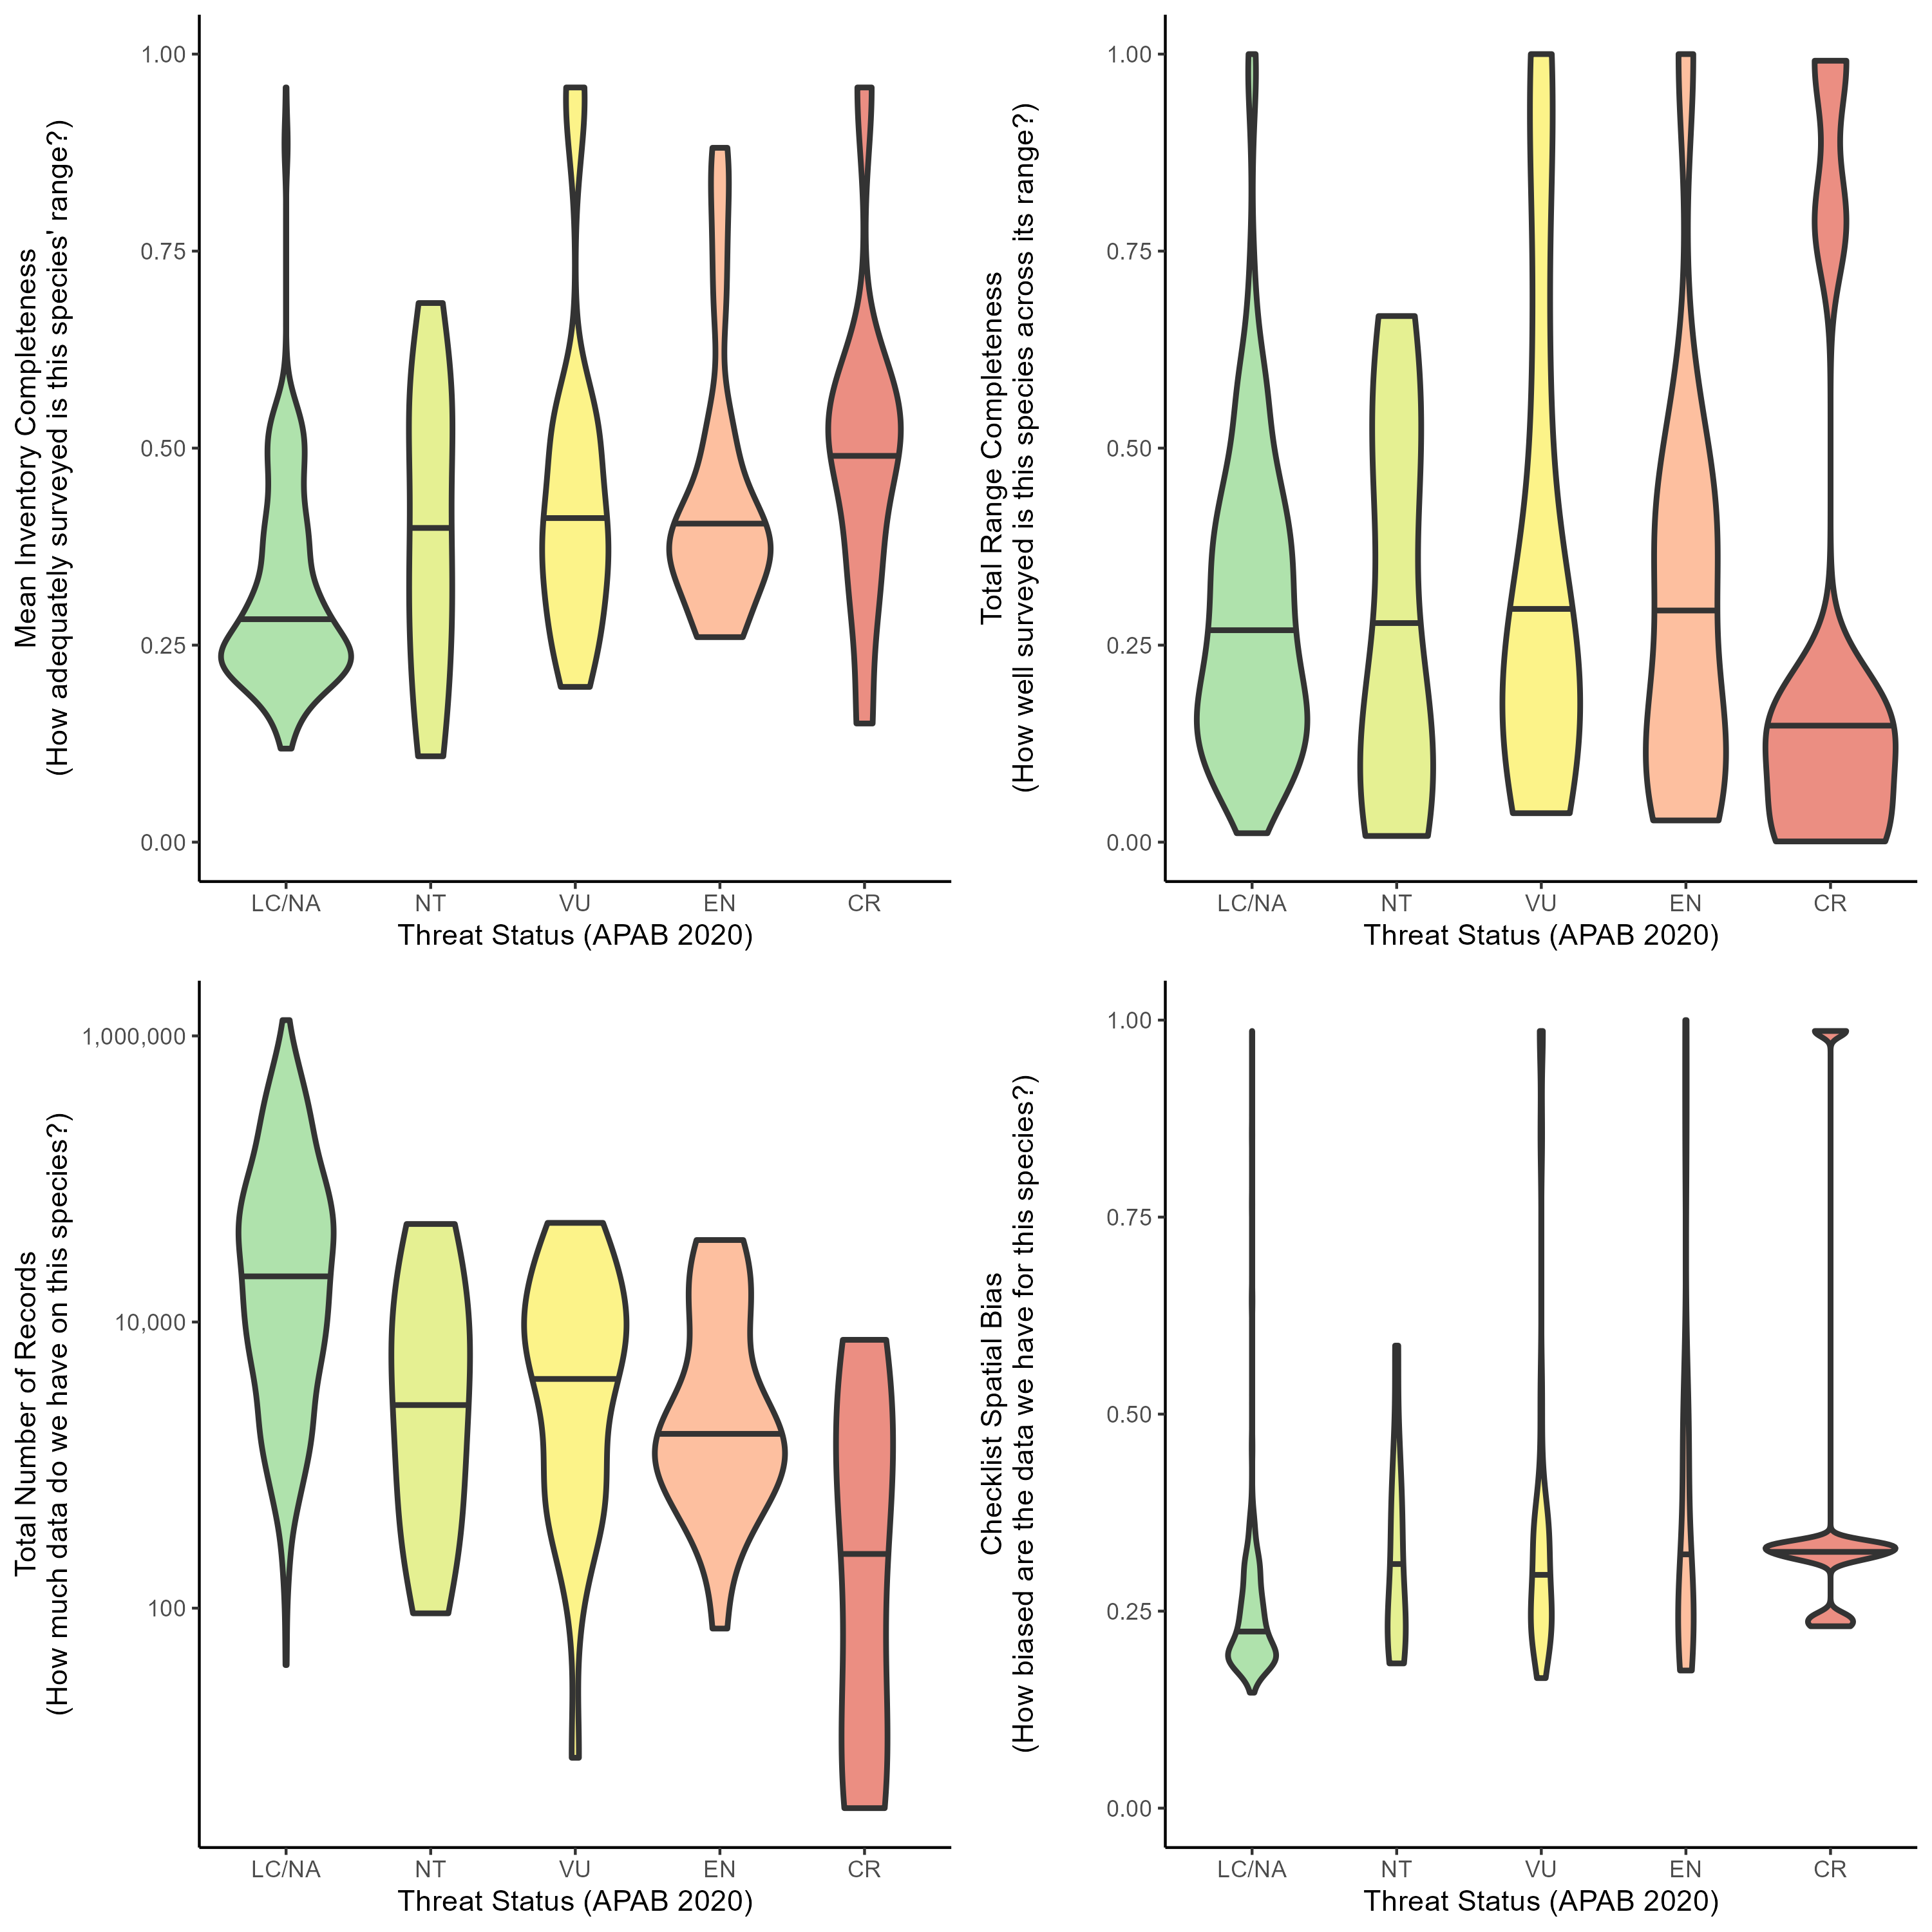 Mean Inventory Completeness
(How adequately surveyed is this species' range?)
1.00
0.75
0.50
0.25
0.00
LC/NA NT VU EN CR
Threat Status (APAB 2020)
Total Range Completeness
(How well surveyed is this species across its range?)
1.00
0.75
0.50
0.25
0.00
LC/NA NT VU EN CR
Threat Status (APAB 2020)
Total Number of Records
(How much data do we have on this species?)
1,000,000
10,000
100
LC/NA NT VU EN CR
Threat Status (APAB 2020)
Checklist Spatial Bias
(How biased are the data we have for this species?)
1.00
0.75
0.50
0.25
0.00
LC/NA NT VU EN CR
Threat Status (APAB 2020)